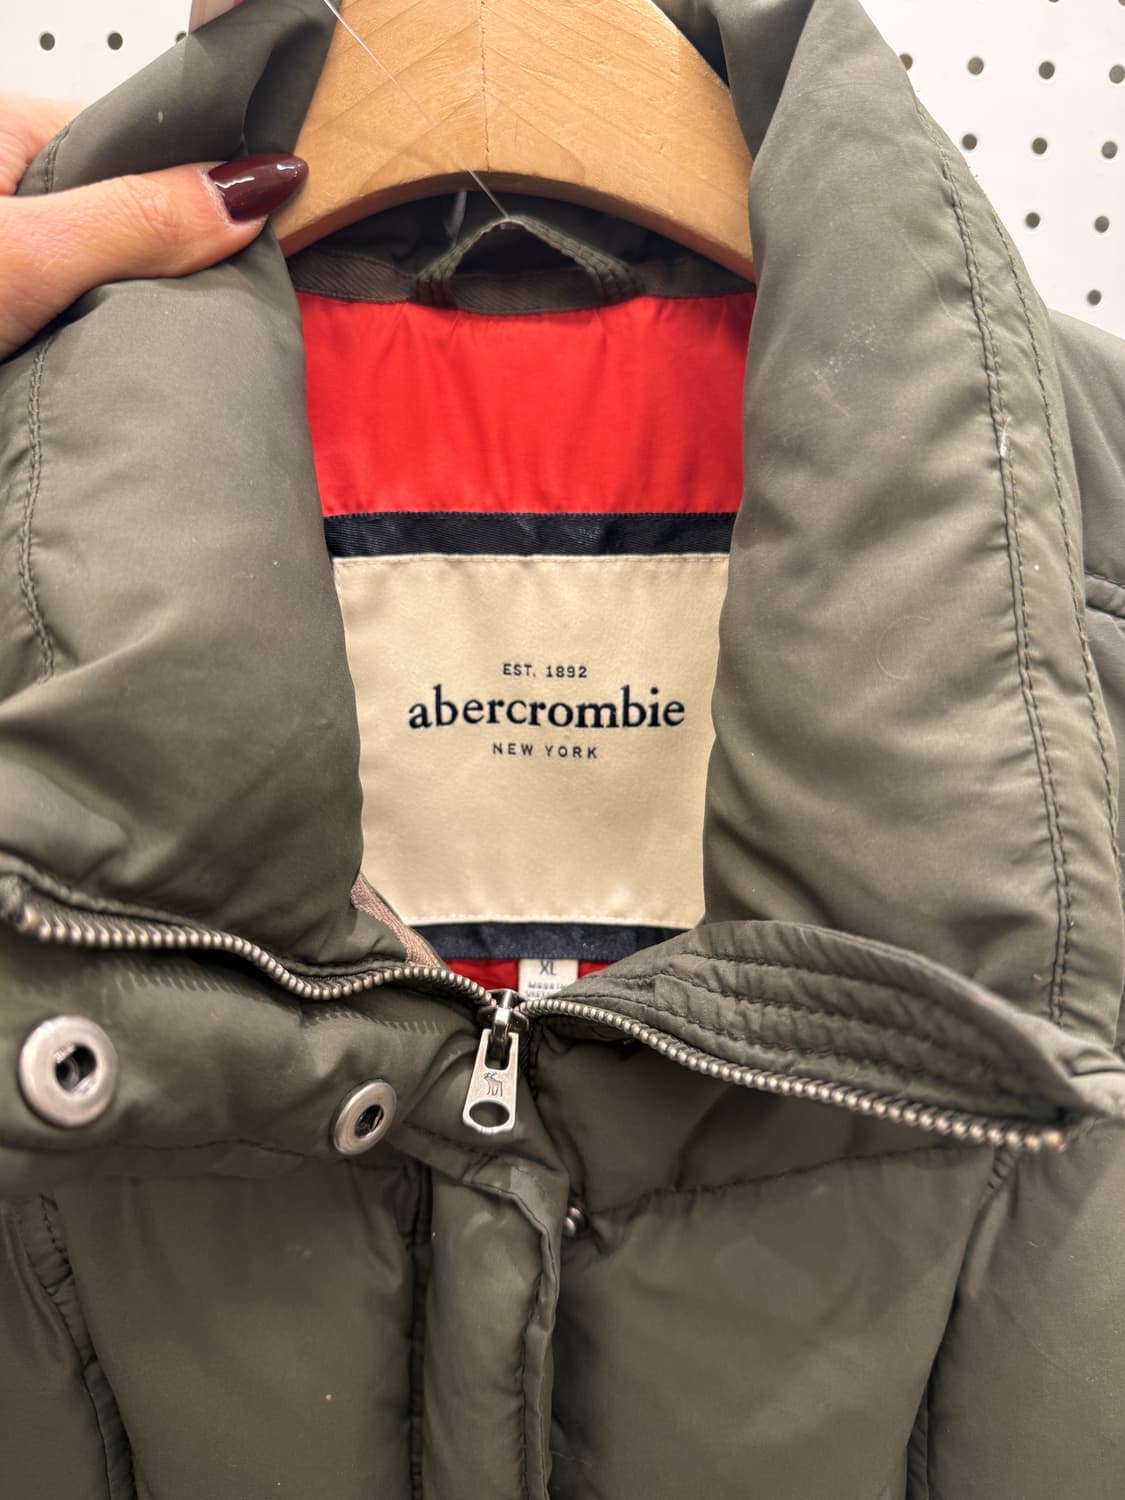 EST. 1892
abercrombie
NEW YORK
XL